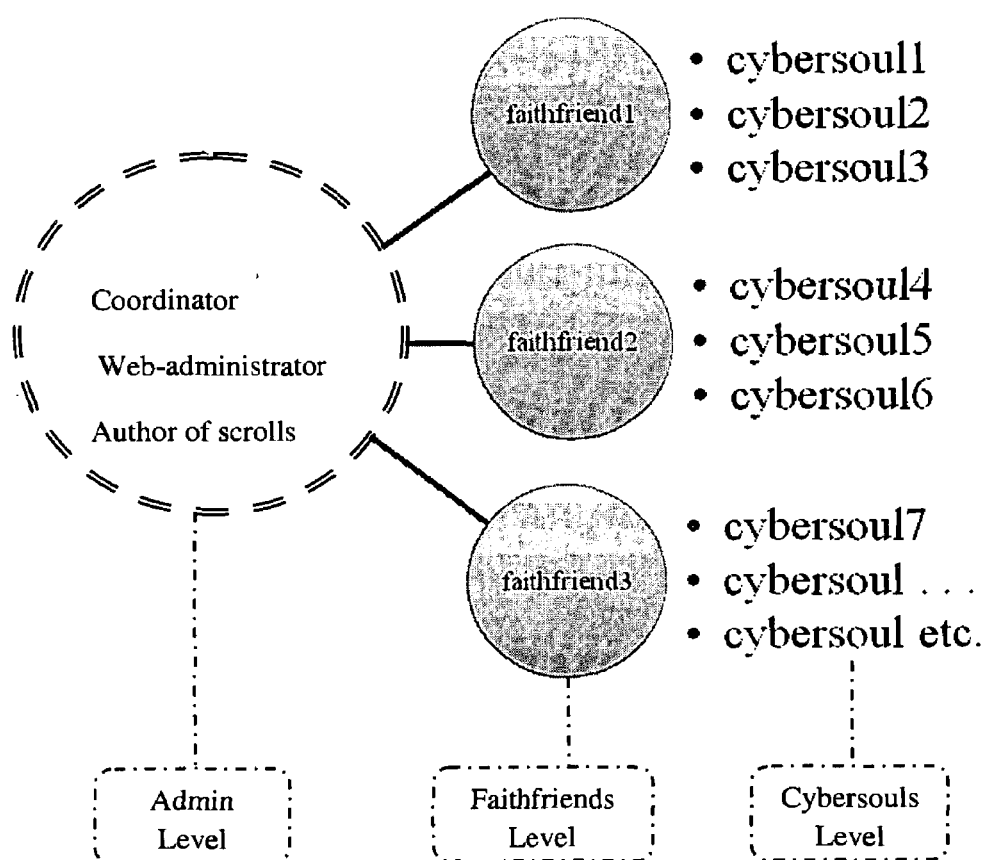 faithfriend1
• cybersoul1
• cybersoul2
• cybersoul3
Coordinator
Web-administrator
Author of scrolls
faithfriend2
• cybersoul4
• cybersoul5
• cybersoul6
faithfriend3
• cybersoul7
• cybersoul ...
• cybersoul etc.
Admin
Level
Faithfriends
Level
Cybersouls
Level